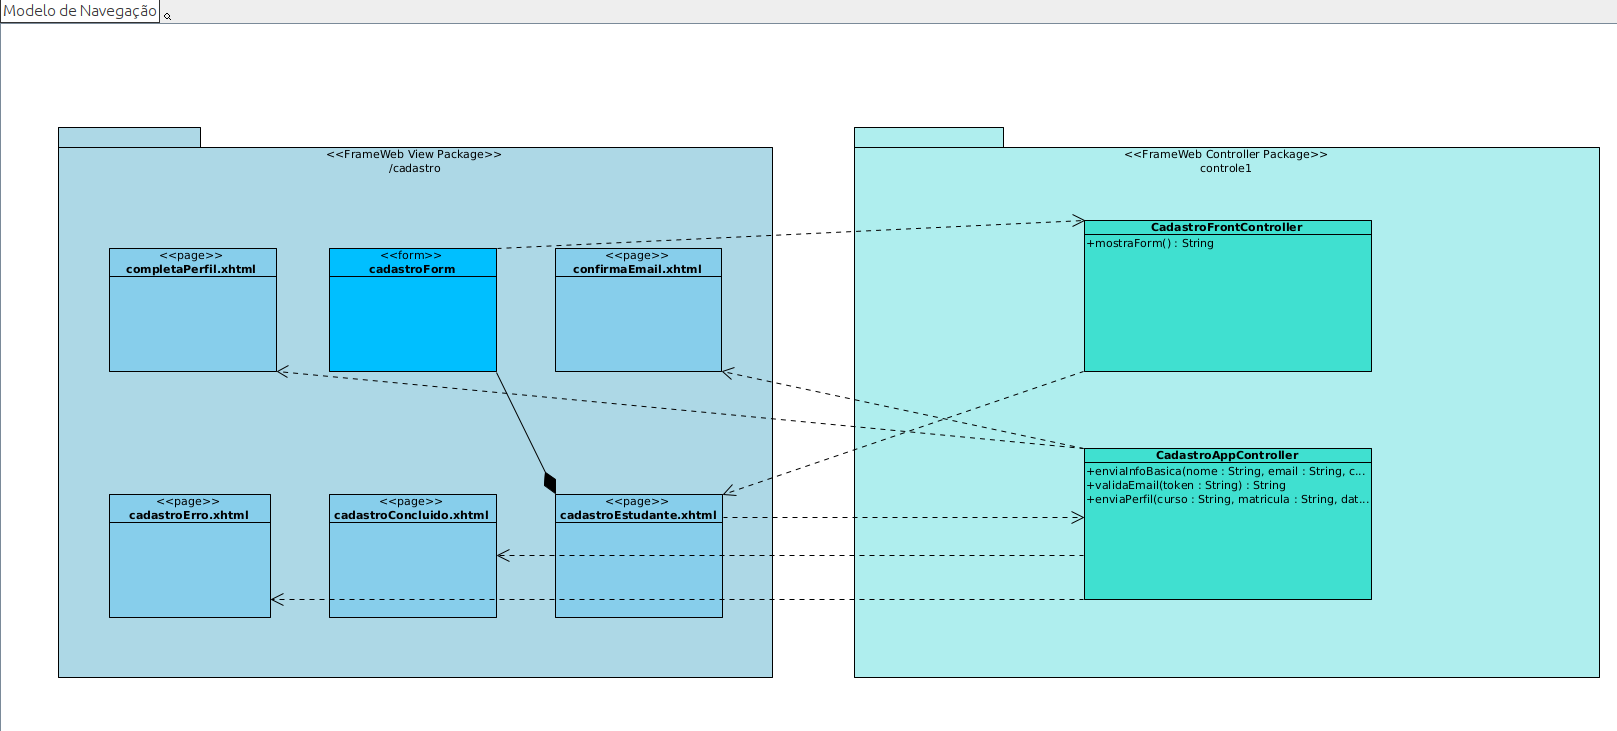 Modelo de Navegação
<<FrameWeb View Package>>
/cadastro
<<page>>
completaPerfil.xhtml
<<form>>
cadastroForm
<<page>>
confirmaEmail.xhtml
<<page>>
cadastroErro.xhtml
<<page>>
cadastroConcluido.xhtml
<<page>>
cadastroEstudante.xhtml
<<FrameWeb Controller Package>>
controle1
CadastroFrontController
+mostraForm() : String
CadastroAppController
+enviaInfoBasica(nome : String, email : String, c...
+validaEmail(token : String) : String
+enviaPerfil(curso : String, matricula : String, dat...